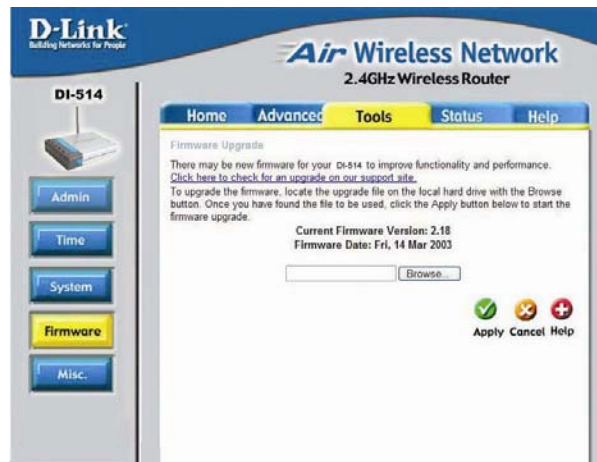 D-Link
Building Networks for People
Air Wireless Network
2.4GHz Wireless Router
DI-514
Home Advanced Tools Status Help
Admin
Time
System
Firmware
Misc.
Firmware Upgrade
There may be new firmware for your DI-514 to improve functionality and performance.
Click here to check for an upgrade on our support site.
To upgrade the firmware, locate the upgrade file on the local hard drive with the Browse
button. Once you have found the file to be used, click the Apply button below to start the
firmware upgrade.
Current Firmware Version: 2.18
Firmware Date: Fri, 14 Mar 2003
Browse...
Apply Cancel Help